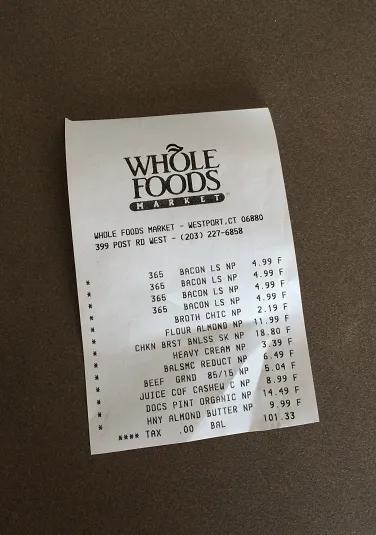 WHOLE
FOODS
MARKET
WHOLE FOODS MARKET - WESTPORT,CT 06880
399 POST RD WEST - (203) 227-6858
* 365 BACON LS NP 4.99 F
* 365 BACON LS NP 4.99 F
* 365 BACON LS NP 4.99 F
* 365 BACON LS NP 4.99 F
* BROTH CHIC NP 2.19 F
* FLOUR ALMOND NP 11.99 F
* CHKN BRST BNLSS SK NP 18.80 F
* HEAVY CREAM NP 3.39 F
* BALSMC REDUCT NP 6.49 F
* BEEF GRND 85/15 NP 5.04 F
* JUICE COF CASHEW C NP 8.99 F
* DOCS PINT ORGANIC NP 14.49 F
* HNY ALMOND BUTTER NP 9.99 F
**** TAX .00 BAL 101.33